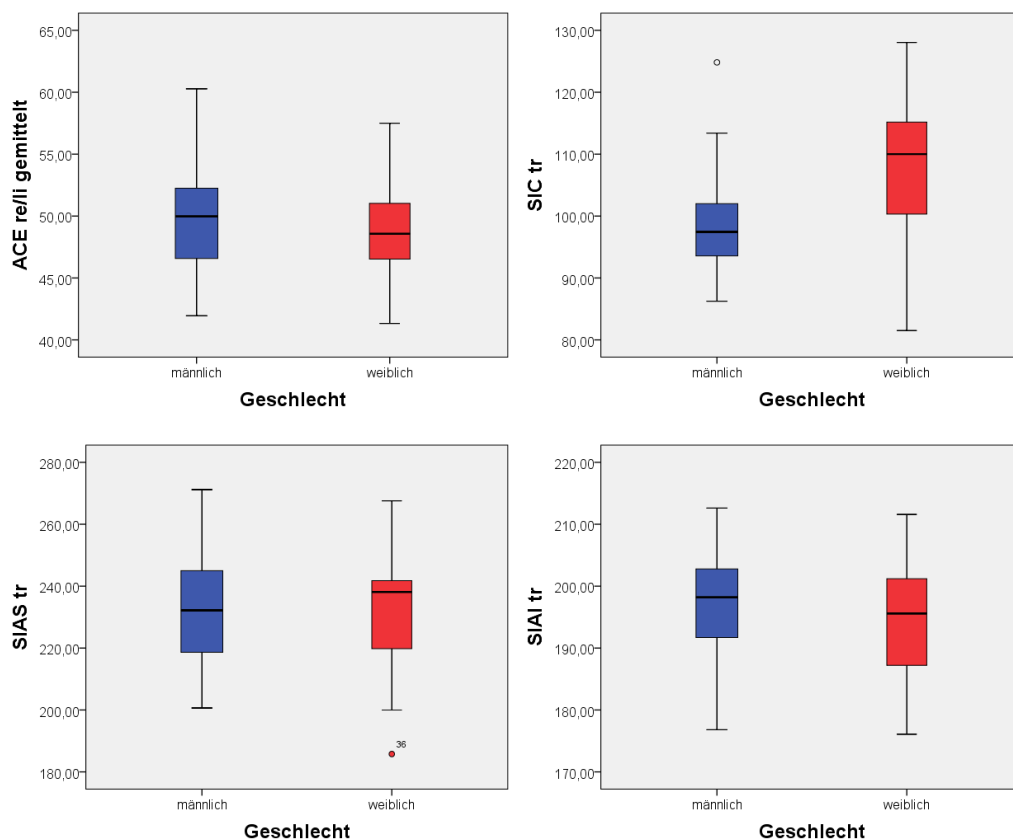 ACE re/li gemittelt
65,00
60,00
55,00
50,00
45,00
40,00
männlich
weiblich
Geschlecht
SIC tr
130,00
120,00
110,00
100,00
90,00
80,00
männlich
weiblich
Geschlecht
SIAS tr
280,00
260,00
240,00
220,00
200,00
180,00
36
männlich
weiblich
Geschlecht
SIAI tr
220,00
210,00
200,00
190,00
180,00
170,00
männlich
weiblich
Geschlecht